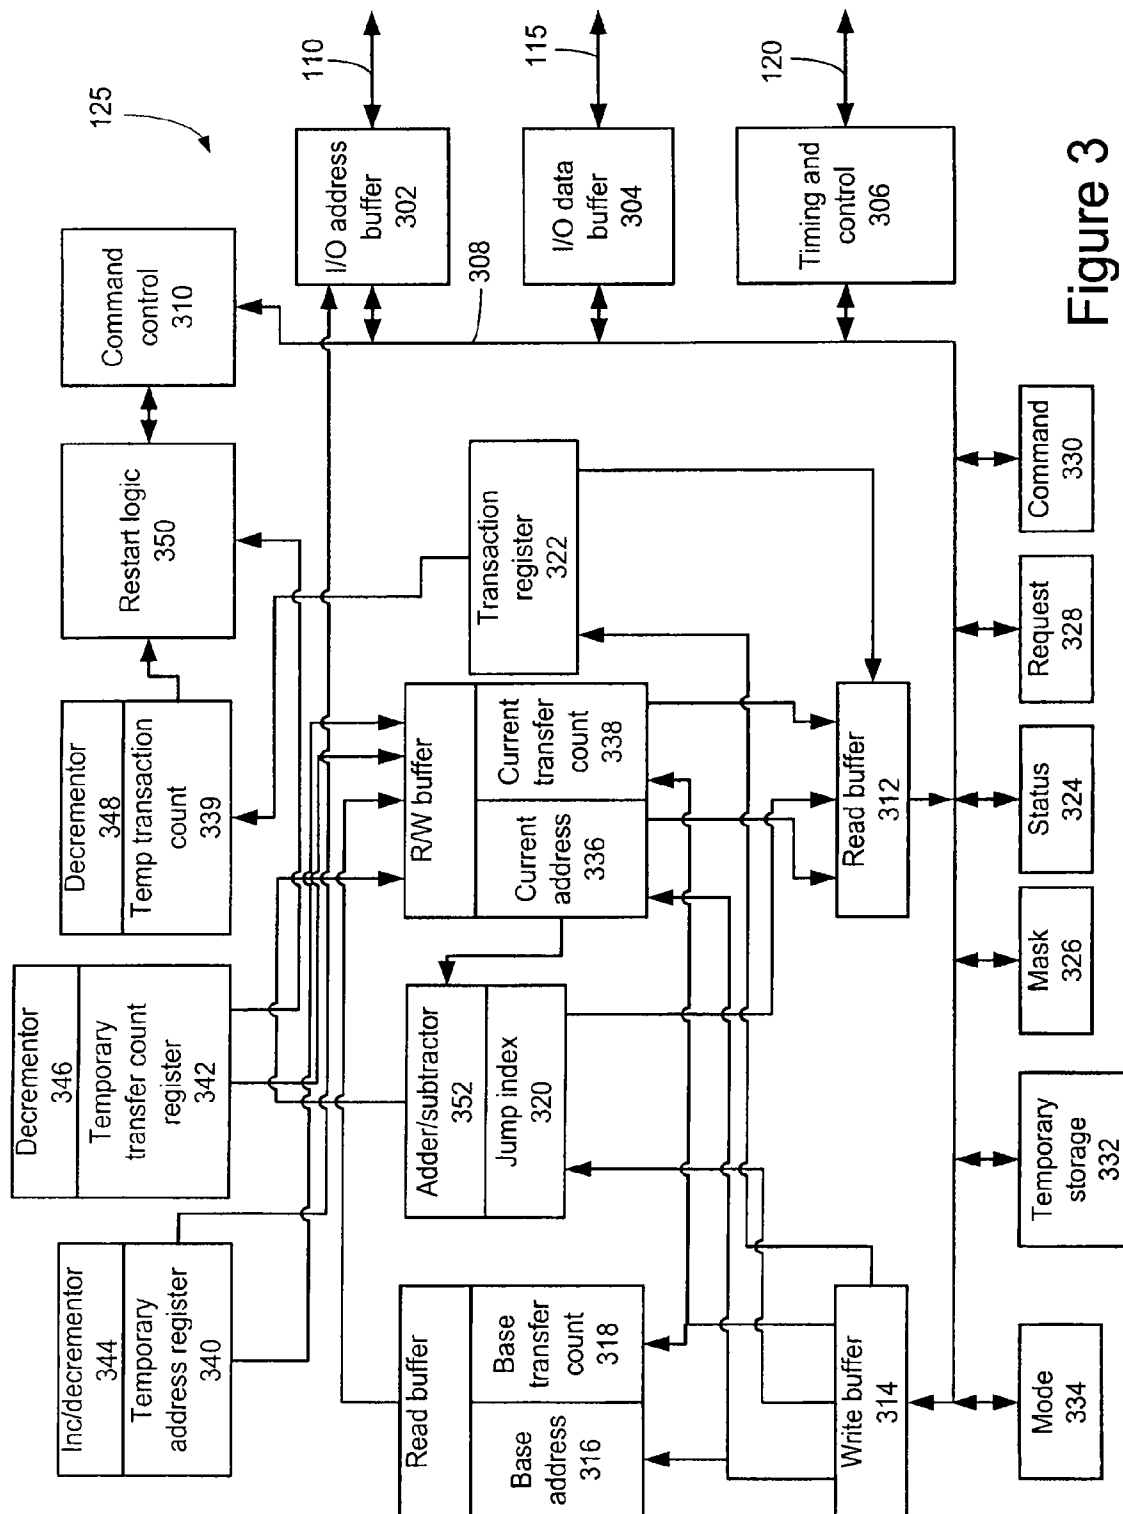 Inc/decrementor
344
Temporary
address register
340
Decrementor
346
Temporary
transfer count
register
342
Decrementor
348
Temp transaction
count
339
Restart logic
350
Command
control
310
125
Read buffer
Base
address
316
Base
transfer
count
318
Adder/subtractor
352
Jump index
320
R/W buffer
Current
address
336
Current
transfer
count
338
Transaction
register
322
I/O address
buffer
302
110
308
I/O data
buffer
304
115
Write buffer
314
Read buffer
312
Timing and
control
306
120
Mode
334
Temporary
storage
332
Mask
326
Status
324
Request
328
Command
330
Figure 3